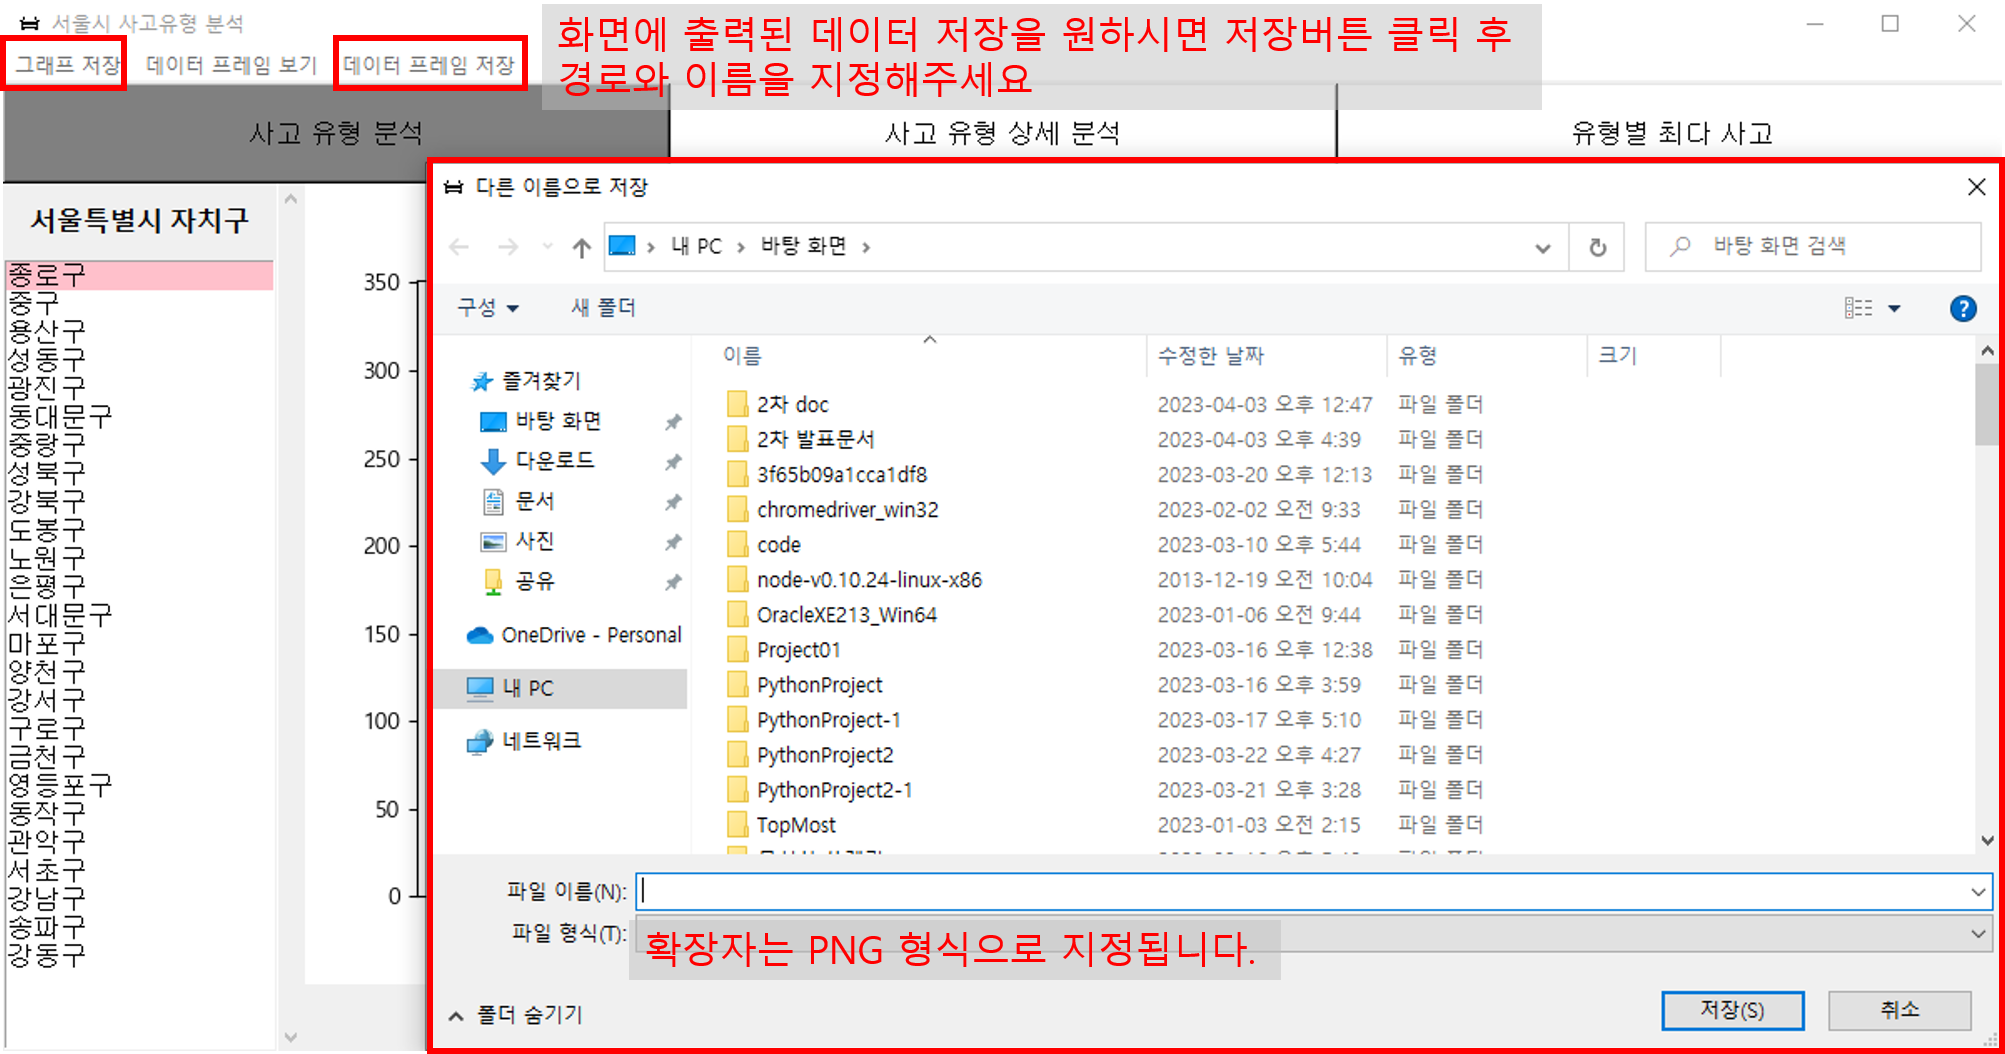 서울시 사고유형 분석
그래프 저장
데이터 프레임 보기
데이터 프레임 저장
화면에 출력된 데이터 저장을 원하시면 저장버튼 클릭 후
경로와 이름을 지정해주세요
사고 유형 분석
사고 유형 상세 분석
유형별 최다 사고
서울특별시 자치구
종로구
중구
용산구
성동구
광진구
동대문구
중랑구
성북구
강북구
도봉구
노원구
은평구
서대문구
마포구
양천구
강서구
구로구
금천구
영등포구
동작구
관악구
서초구
강남구
송파구
강동구
350
300
250
200
150
100
50
0
다른 이름으로 저장
내 PC
바탕 화면
바탕 화면 검색
구성
새 폴더
즐겨찾기
바탕 화면
다운로드
문서
사진
공유
OneDrive - Personal
내 PC
네트워크
이름 수정한 날짜 유형 크기
2차 doc 2023-04-03 오후 12:47 파일 폴더
2차 발표문서 2023-04-03 오후 4:39 파일 폴더
3f65b09a1cca1df8 2023-03-20 오후 12:13 파일 폴더
chromedriver_win32 2023-02-02 오전 9:33 파일 폴더
code 2023-03-10 오후 5:44 파일 폴더
node-v0.10.24-linux-x86 2013-12-19 오전 10:04 파일 폴더
OracleXE213_Win64 2023-01-06 오전 9:44 파일 폴더
Project01 2023-03-16 오후 12:38 파일 폴더
PythonProject 2023-03-16 오후 3:59 파일 폴더
PythonProject-1 2023-03-17 오후 5:10 파일 폴더
PythonProject2 2023-03-22 오후 4:27 파일 폴더
PythonProject2-1 2023-03-21 오후 3:28 파일 폴더
TopMost 2023-01-03 오전 2:15 파일 폴더
파일 이름(N):
파일 형식(T):
확장자는 PNG 형식으로 지정됩니다.
폴더 숨기기
저장(S)
취소